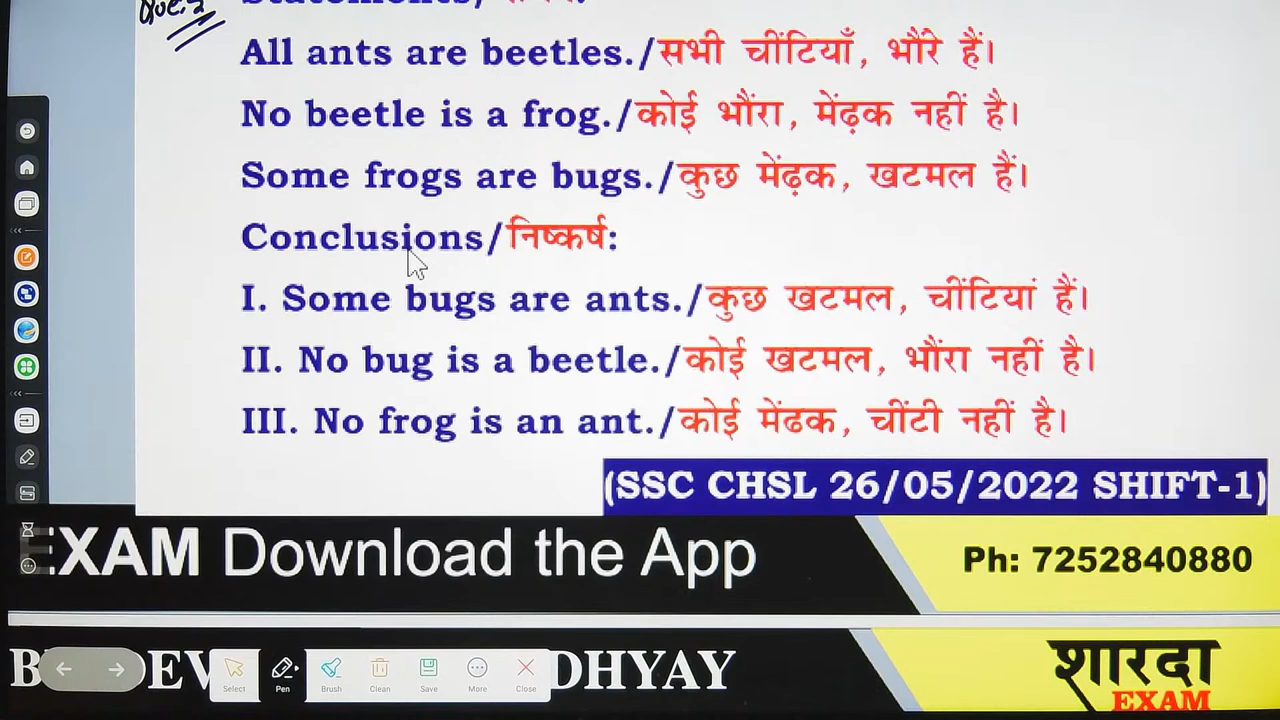 Que. 2
All ants are beetles./सभी चींटियाँ, भौंरे हैं।
No beetle is a frog./कोई भौंरा, मेंढ़क नहीं है।
Some frogs are bugs./कुछ मेंढ़क, खटमल हैं।
Conclusions/निष्कर्ष:
I. Some bugs are ants./कुछ खटमल, चींटियां हैं।
II. No bug is a beetle./कोई खटमल, भौंरा नहीं है।
III. No frog is an ant./कोई मेंढक, चींटी नहीं है।
(SSC CHSL 26/05/2022 SHIFT-1)
EXAM Download the App
Ph: 7252840880
शारदा
EXAM
Select Pen Brush Clean Save More Close